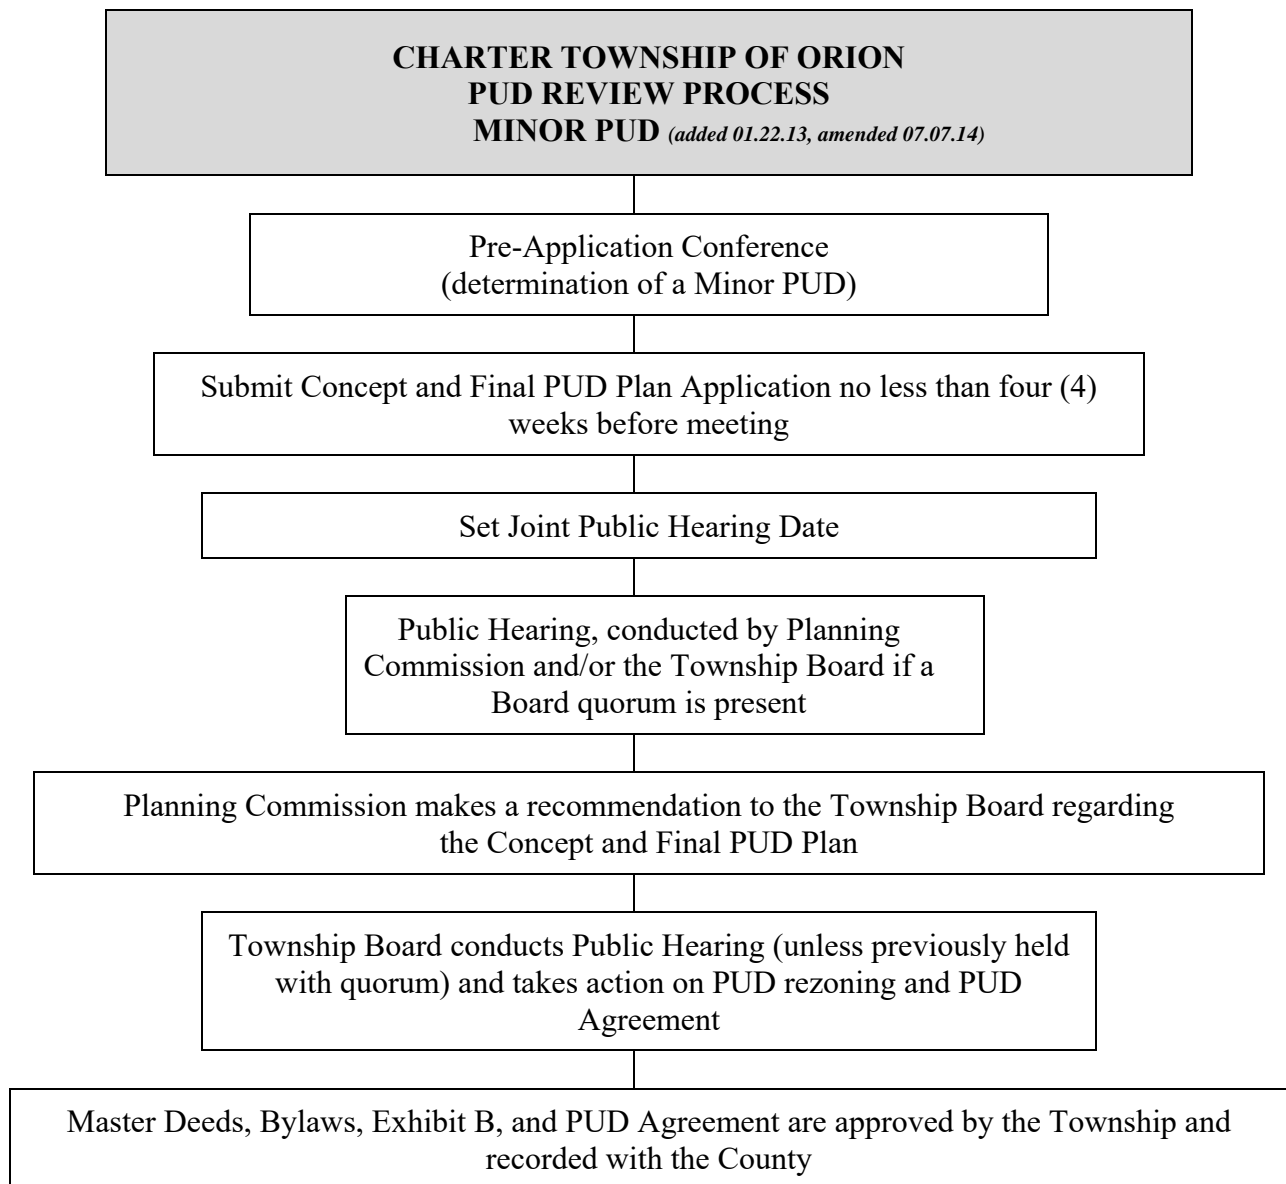 CHARTER TOWNSHIP OF ORION
PUD REVIEW PROCESS
MINOR PUD (added 01.22.13, amended 07.07.14)
Pre-Application Conference
(determination of a Minor PUD)
Submit Concept and Final PUD Plan Application no less than four (4)
weeks before meeting
Set Joint Public Hearing Date
Public Hearing, conducted by Planning
Commission and/or the Township Board if a
Board quorum is present
Planning Commission makes a recommendation to the Township Board regarding
the Concept and Final PUD Plan
Township Board conducts Public Hearing (unless previously held
with quorum) and takes action on PUD rezoning and PUD
Agreement
Master Deeds, Bylaws, Exhibit B, and PUD Agreement are approved by the Township and
recorded with the County